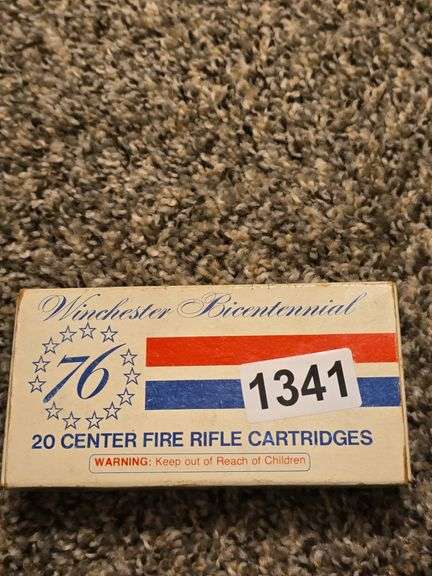 Winchester Bicentennial
76
1341
20 CENTER FIRE RIFLE CARTRIDGES
WARNING: Keep out of Reach of Children